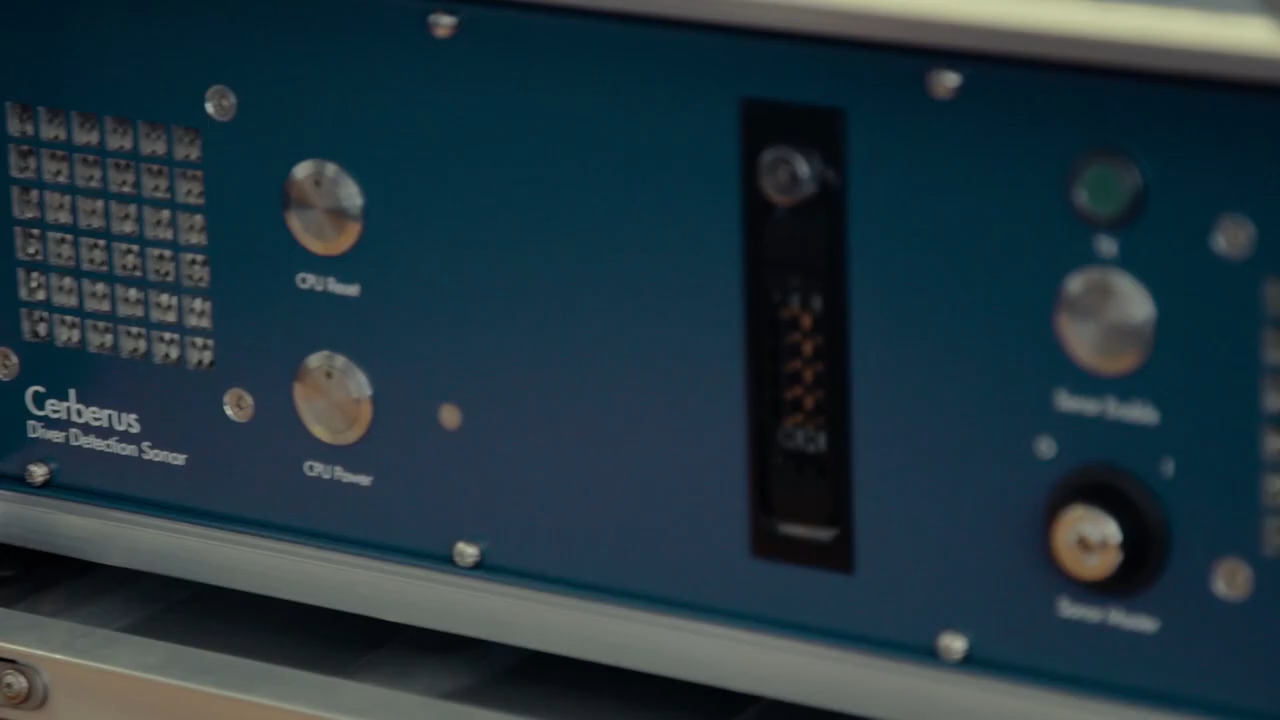 CPU Reset
CPU Power
Cerberus
Diver Detection Sonar
Sonar Enable
Sonar Master